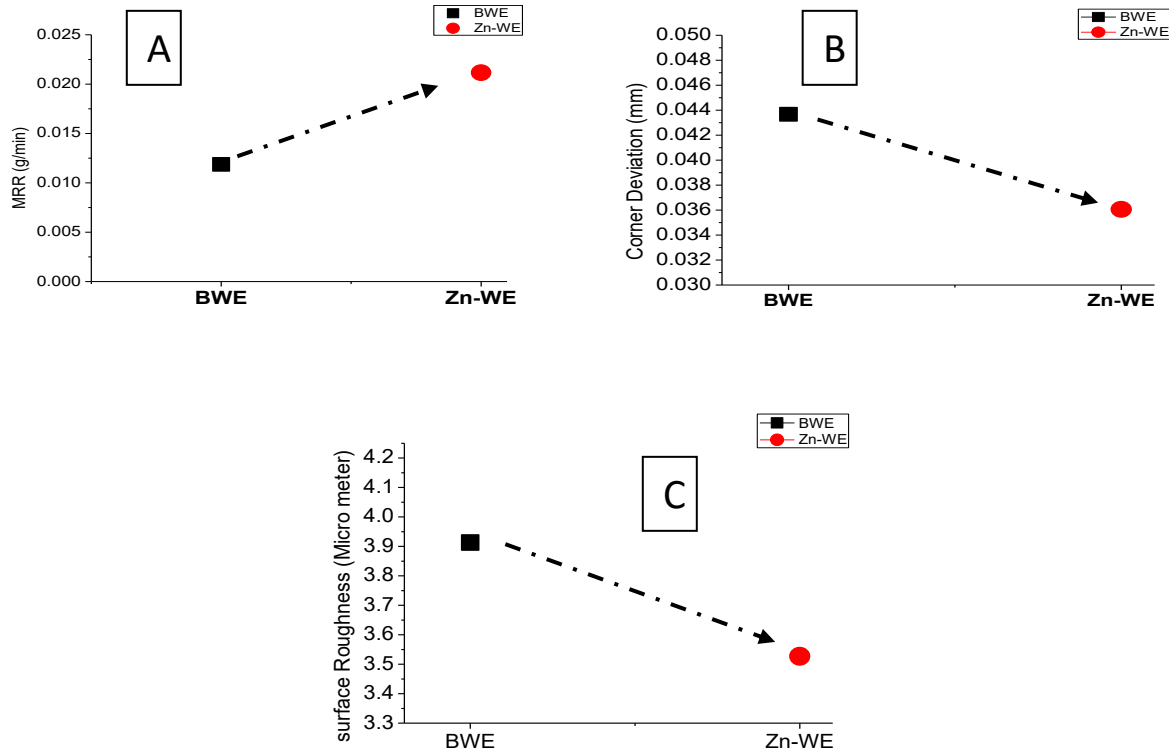 A
BWE
Zn-WE
MRR (g/min)
0.025
0.020
0.015
0.010
0.005
0.000
BWE
Zn-WE
B
BWE
Zn-WE
Corner Deviation (mm)
0.050
0.048
0.046
0.044
0.042
0.040
0.038
0.036
0.034
0.032
0.030
BWE
Zn-WE
C
BWE
Zn-WE
surface Roughness (Micro meter)
4.2
4.1
4.0
3.9
3.8
3.7
3.6
3.5
3.4
3.3
BWE
Zn-WE